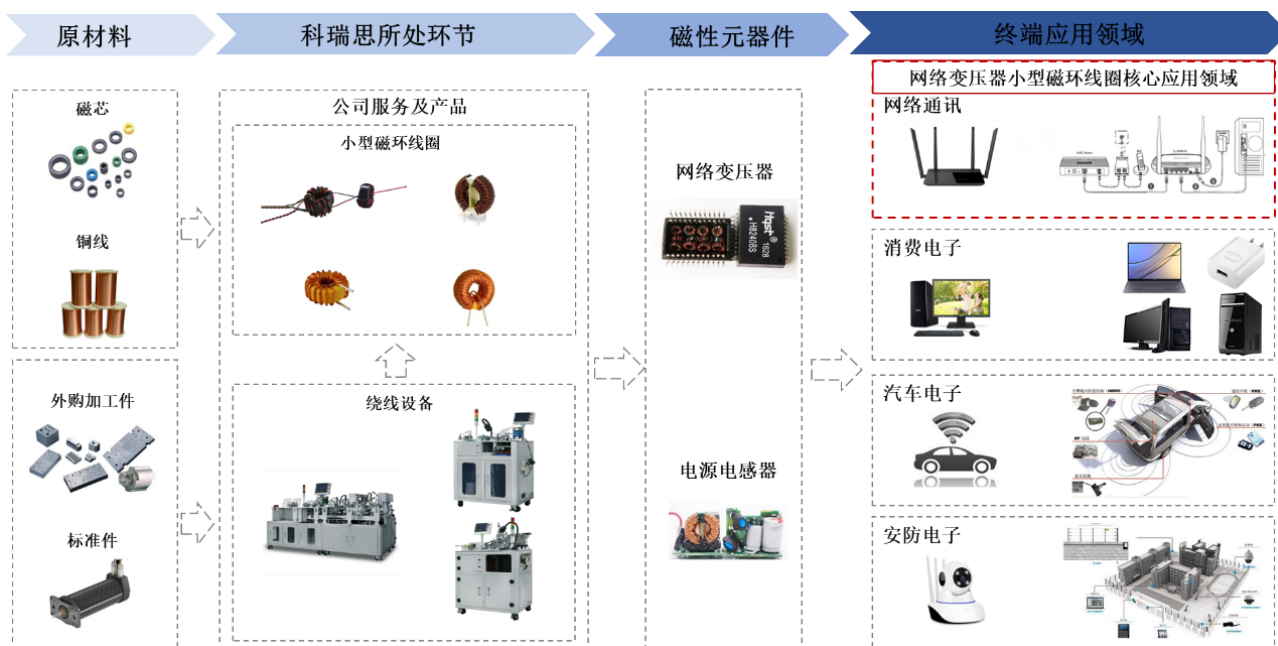 原材料
科瑞思所处环节
磁性元器件
终端应用领域
磁芯
铜线
外购加工件
标准件
公司服务及产品
小型磁环线圈
绕线设备
网络变压器
Hqst
1628
H82408S
电源电感器
网络变压器小型磁环线圈核心应用领域
网络通讯
消费电子
汽车电子
安防电子